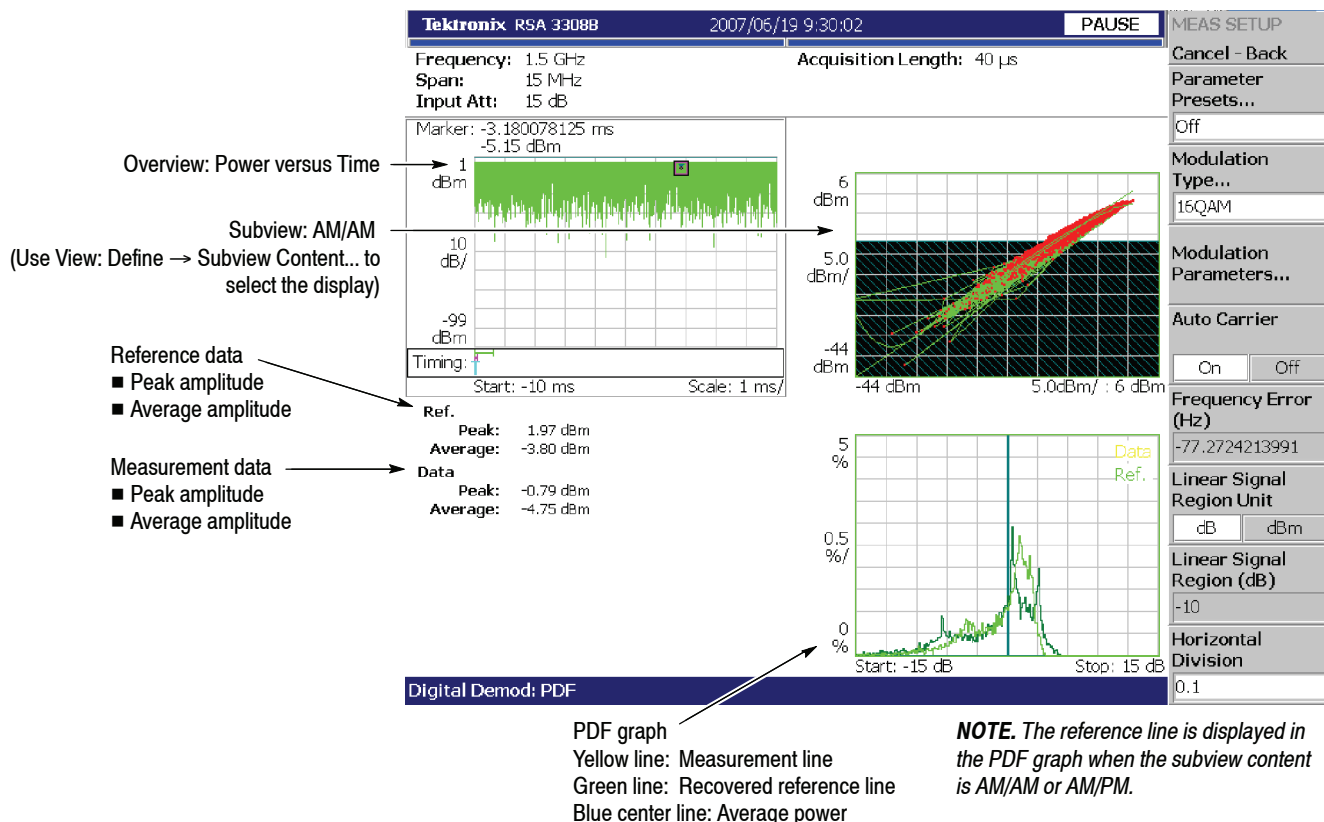 Tektronix RSA 3308B 2007/06/19 9:30:02 PAUSE
Frequency: 1.5 GHz
Span: 15 MHz
Input Att: 15 dB
Acquisition Length: 40 µs
Marker: -3.180078125 ms
-5.15 dBm
1
dBm
10
dB/
-99
dBm
Timing:
Start: -10 ms Scale: 1 ms/
Overview: Power versus Time
Subview: AM/AM
(Use View: Define → Subview Content... to
select the display)
Reference data
■ Peak amplitude
■ Average amplitude
Measurement data
■ Peak amplitude
■ Average amplitude
Ref.
Peak: 1.97 dBm
Average: -3.80 dBm
Data
Peak: -0.79 dBm
Average: -4.75 dBm
6
dBm
5.0
dBm/
-44
dBm
-44 dBm 5.0dBm/ : 6 dBm
5
%
Data
Ref.
0.5
%/
0
%
Start: -15 dB Stop: 15 dB
Digital Demod: PDF
MEAS SETUP
Cancel - Back
Parameter
Presets...
Off
Modulation
Type...
16QAM
Modulation
Parameters...
Auto Carrier
On Off
Frequency Error
(Hz)
-77.2724213991
Linear Signal
Region Unit
dB dBm
Linear Signal
Region (dB)
-10
Horizontal
Division
0.1
PDF graph
Yellow line: Measurement line
Green line: Recovered reference line
Blue center line: Average power
NOTE. The reference line is displayed in
the PDF graph when the subview content
is AM/AM or AM/PM.